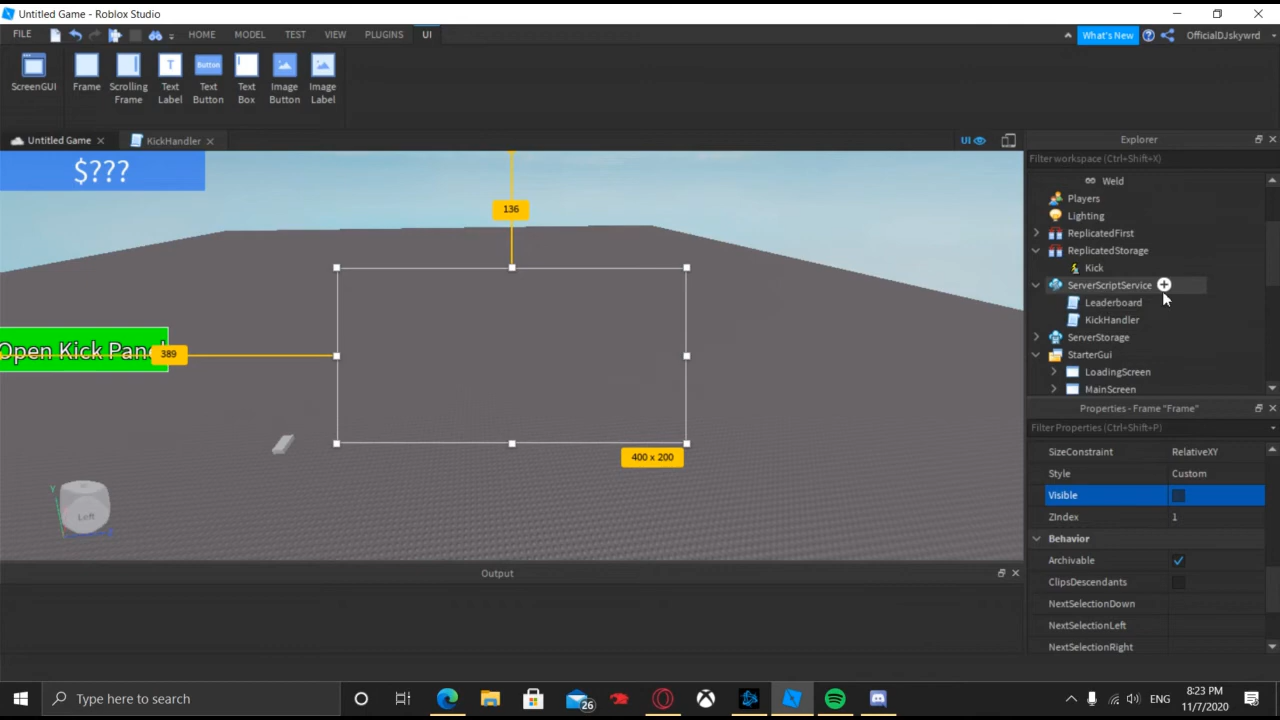 Untitled Game - Roblox Studio
FILE HOME MODEL TEST VIEW PLUGINS UI What's New OfficialDJskywrd
ScreenGUI
Frame
Scrolling Frame
T
Text Label
Button
Text Button
Text Box
Image Button
Image Label
Untitled Game KickHandler UI
Explorer
Filter workspace (Ctrl+Shift+X)
Weld
Players
Lighting
ReplicatedFirst
ReplicatedStorage
Kick
ServerScriptService
Leaderboard
KickHandler
ServerStorage
StarterGui
LoadingScreen
MainScreen
$???
136
Open Kick Panel
389
400 x 200
Left
Y
Properties - Frame "Frame"
Filter Properties (Ctrl+Shift+P)
SizeConstraint RelativeXY
Style Custom
Visible
ZIndex 1
Behavior
Archivable
ClipsDescendants
NextSelectionDown
NextSelectionLeft
NextSelectionRight
Output
Type here to search
26
ENG
8:23 PM
11/7/2020